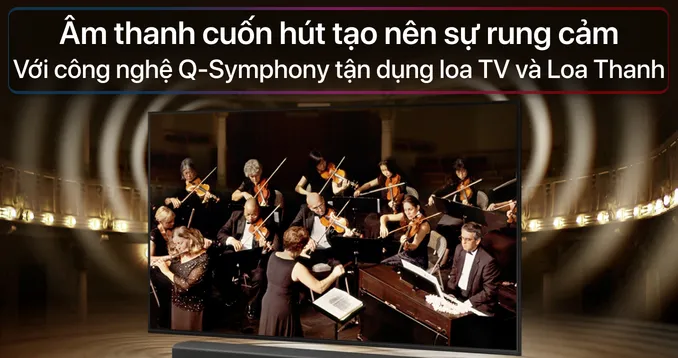 Âm thanh cuốn hút tạo nên sự rung cảm
Với công nghệ Q-Symphony tận dụng loa TV và Loa Thanh